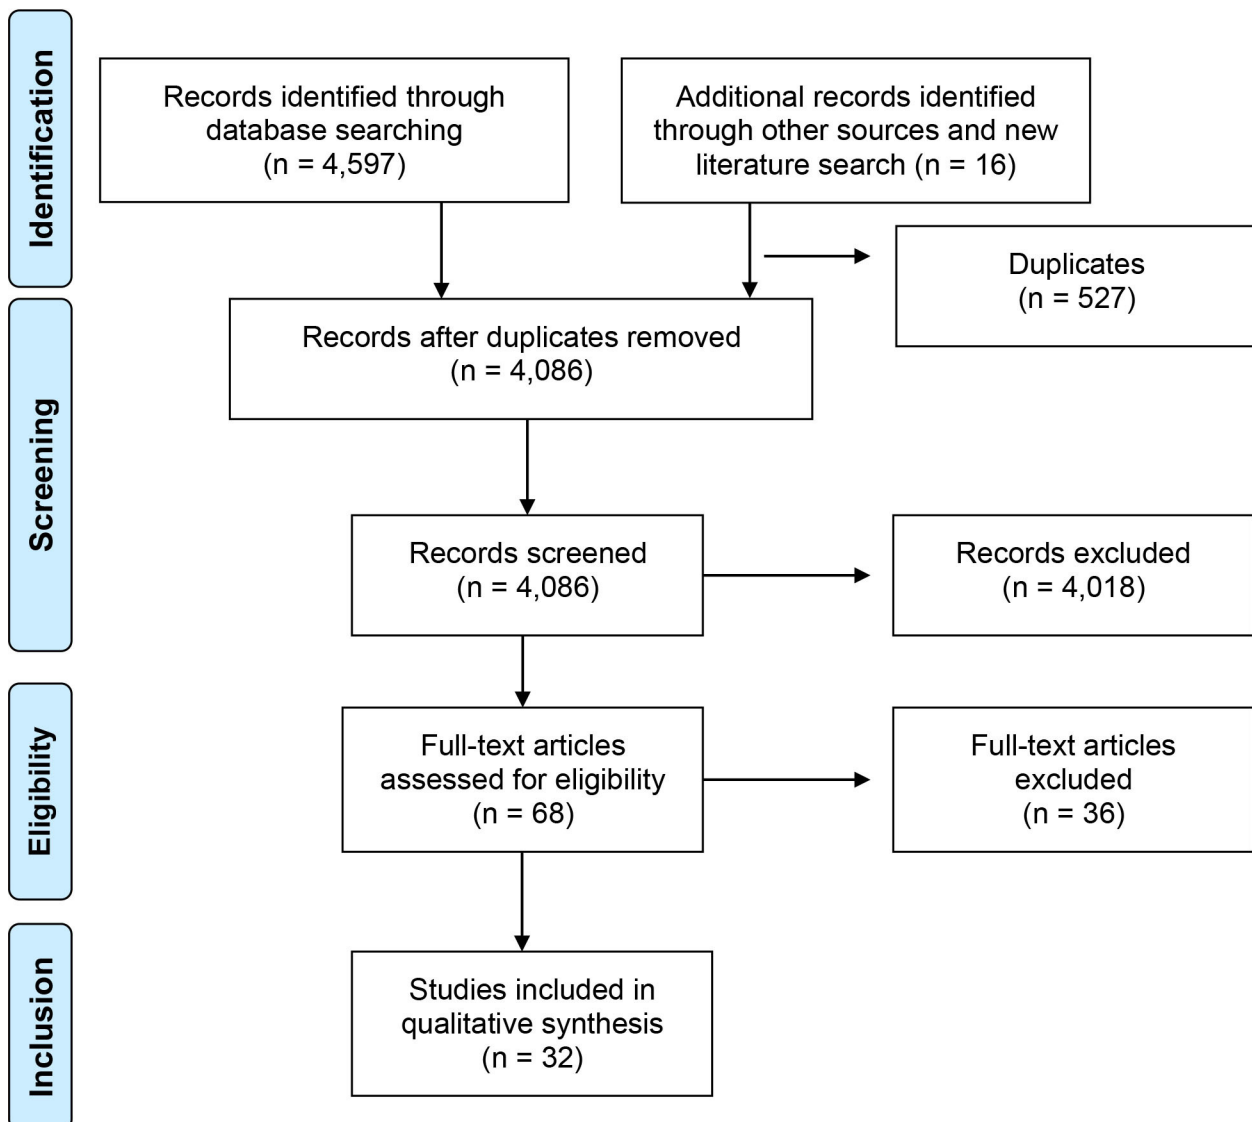 Identification
Records identified through
database searching
(n = 4,597)
Additional records identified
through other sources and new
literature search (n = 16)
Duplicates
(n = 527)
Screening
Records after duplicates removed
(n = 4,086)
Records screened
(n = 4,086)
Records excluded
(n = 4,018)
Eligibility
Full-text articles
assessed for eligibility
(n = 68)
Full-text articles
excluded
(n = 36)
Inclusion
Studies included in
qualitative synthesis
(n = 32)